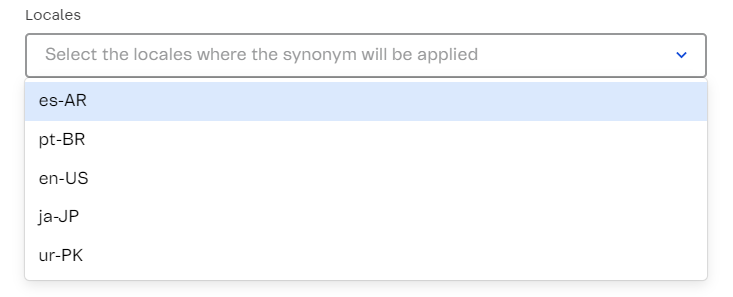 Locales
Select the locales where the synonym will be applied
es-AR
pt-BR
en-US
ja-JP
ur-PK